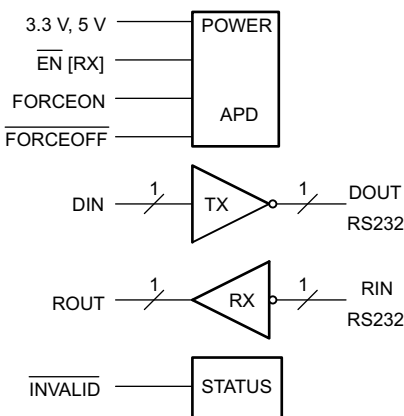 3.3 V, 5 V
POWER
EN [RX]
FORCEON
APD
FORCEOFF
DIN
1
TX
1
DOUT
RS232
ROUT
1
RX
1
RIN
RS232
INVALID
STATUS